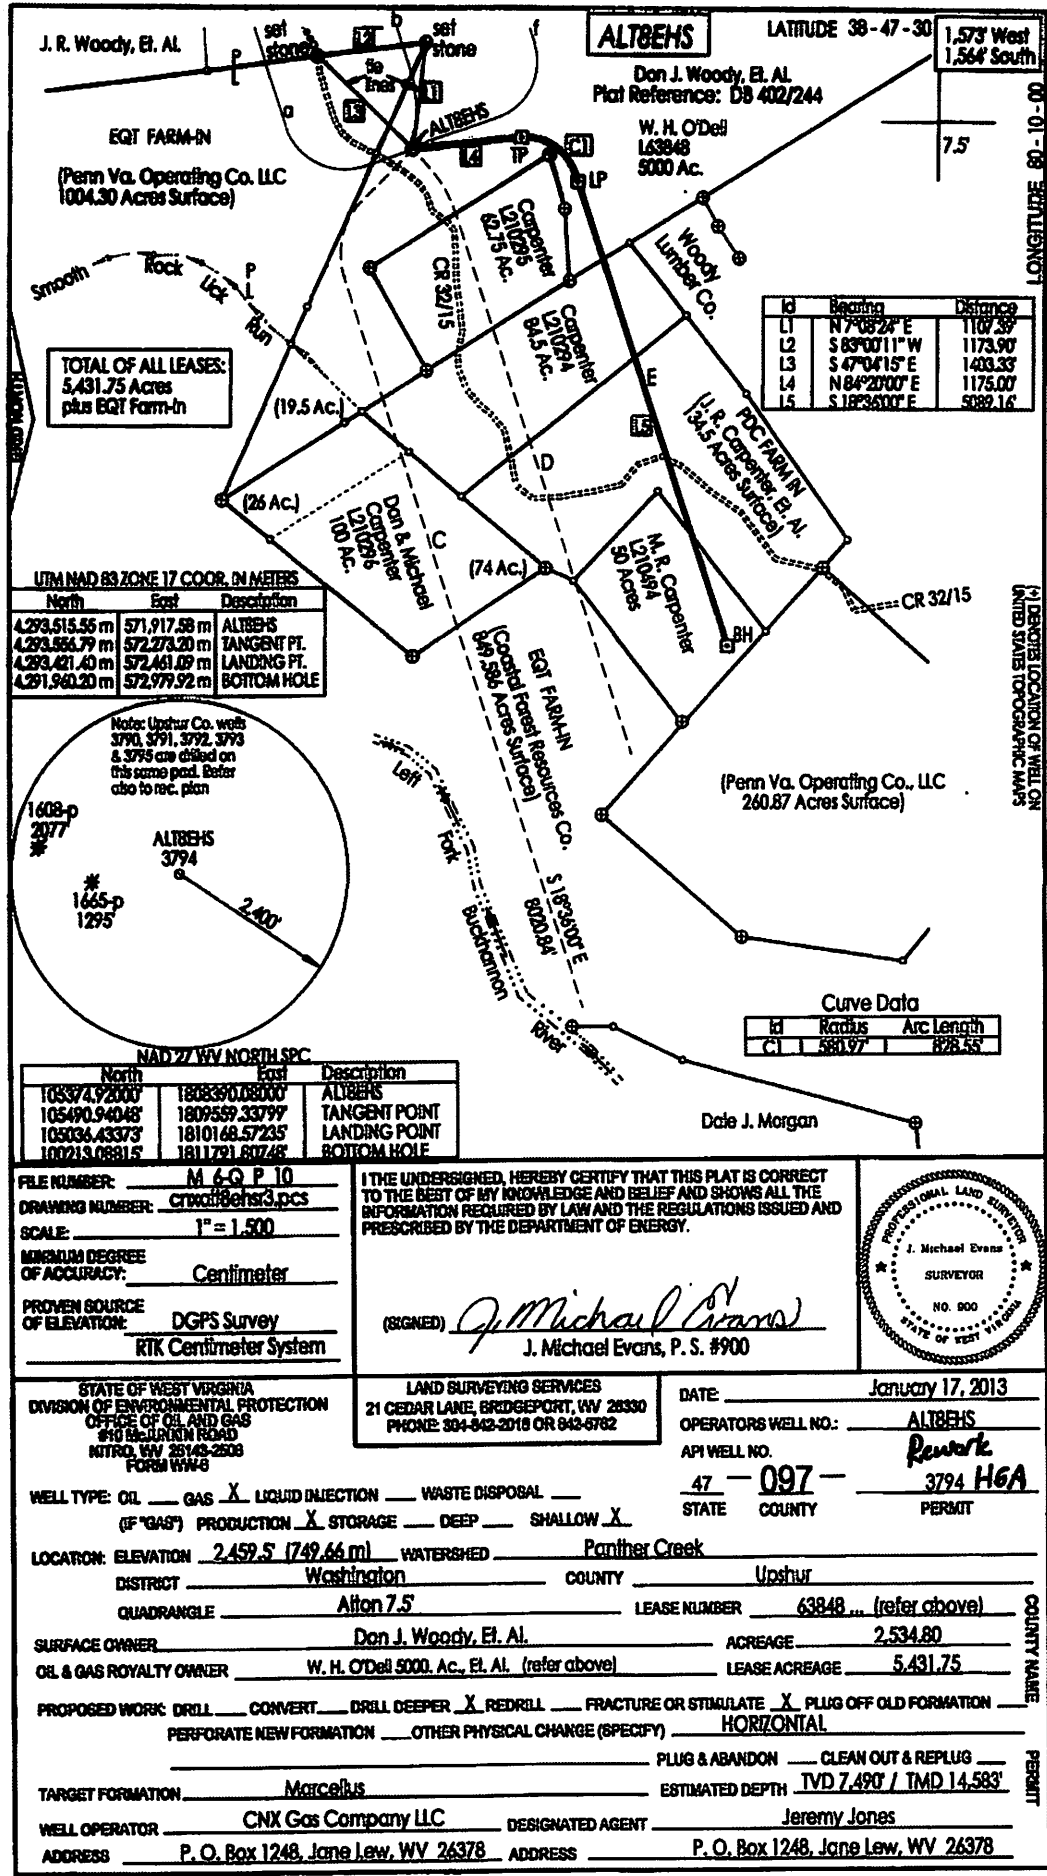 J. R. Woody, Et. Al.
set stone
L2
b
set stone
f
ALT8EHS
LATITUDE 38 - 47 - 30
1,573' West
1,564' South
P
tie lines
L1
a
L3
ALT8EHS
Don J. Woody, Et. Al.
Plat Reference: DB 402/244
EQT FARM-IN
(Penn Va. Operating Co. LLC
1004.30 Acres Surface)
L4
TP
C1
LP
W. H. O'Dell
L63848
5000 Ac.
7.5'
LONGITUDE 80 - 10 - 00
Carpenter
L210295
62.75 Ac.
CR 32/15
Woody
Lumber Co.
Smooth Rock Lick Run
P
L
Carpenter
L210294
84.5 Ac.
Id Bearing Distance
L1 N 7°08'24" E 1107.39'
L2 S 83°00'11" W 1173.90'
L3 S 47°04'15" E 1403.33'
L4 N 84°20'00" E 1175.00'
L5 S 18°36'00" E 5089.16'
TOTAL OF ALL LEASES:
5,431.75 Acres
plus EQT Farm-in
(19.5 Ac.)
E
L5
PDC FARM IN
(J. R. Carpenter, Et. Al.
134.5 Acres Surface)
D
(26 Ac.)
Dan & Michael
Carpenter
L210296
100 Ac.
C
(74 Ac.)
M. R. Carpenter
L210494
50 Acres
BH
CR 32/15
UTM NAD 83 ZONE 17 COOR. IN METERS
North East Description
4,293,515.55 m 571,917.58 m ALT8EHS
4,293,556.79 m 572,273.20 m TANGENT PT.
4,293,421.40 m 572,461.09 m LANDING PT.
4,291,960.20 m 572,979.92 m BOTTOM HOLE
(+) DENOTES LOCATION OF WELL ON
UNITED STATES TOPOGRAPHIC MAPS
EQT FARM-IN
(Coastal Forest Resources Co.
849.586 Acres Surface)
Note: Upshur Co. wells
3790, 3791, 3792, 3793
& 3795 are drilled on
this same pad. Refer
also to rec. plan
1608-p
2077'
ALT8EHS
3794
1665-p
1295'
2,400'
Left Fork Buckhannon River
S 18°36'00" E
8020.84'
(Penn Va. Operating Co., LLC
260.87 Acres Surface)
Curve Data
Id Radius Arc Length
C1 580.97' 828.55'
NAD 27 WV NORTH SPC
North East Description
105374.92000' 1808390.08000' ALT8EHS
105490.94048' 1809559.33799' TANGENT POINT
105036.43373' 1810168.57235' LANDING POINT
100213.08815' 1811791.80748' BOTTOM HOLE
Dale J. Morgan
FILE NUMBER: M 6-Q P 10
DRAWING NUMBER: cnxalt8ehsr3.pcs
SCALE: 1" = 1,500
MINIMUM DEGREE
OF ACCURACY: Centimeter
PROVEN SOURCE
OF ELEVATION: DGPS Survey
RTK Centimeter System
I THE UNDERSIGNED, HEREBY CERTIFY THAT THIS PLAT IS CORRECT
TO THE BEST OF MY KNOWLEDGE AND BELIEF AND SHOWS ALL THE
INFORMATION REQUIRED BY LAW AND THE REGULATIONS ISSUED AND
PRESCRIBED BY THE DEPARTMENT OF ENERGY.
(SIGNED) J. Michael Evans
J. Michael Evans, P. S. #900
PROFESSIONAL LAND SURVEYOR
J. Michael Evans
SURVEYOR
NO. 900
STATE OF WEST VIRGINIA
STATE OF WEST VIRGINIA
DIVISION OF ENVIRONMENTAL PROTECTION
OFFICE OF OIL AND GAS
#10 McJUNKIN ROAD
NITRO, WV 25143-2506
FORM WW-6
LAND SURVEYING SERVICES
21 CEDAR LANE, BRIDGEPORT, WV 26330
PHONE: 304-842-2018 OR 842-5762
DATE: January 17, 2013
OPERATORS WELL NO.: ALT8EHS
API WELL NO. Rework
47 — 097 — 3794 H6A
STATE COUNTY PERMIT
WELL TYPE: OIL ___ GAS X LIQUID INJECTION ___ WASTE DISPOSAL ___
(IF "GAS") PRODUCTION X STORAGE ___ DEEP ___ SHALLOW X
LOCATION: ELEVATION 2,459.5' (749.66 m) WATERSHED Panther Creek
DISTRICT Washington COUNTY Upshur
QUADRANGLE Alton 7.5' LEASE NUMBER 63848 ... (refer above)
SURFACE OWNER Don J. Woody, Et. Al. ACREAGE 2,534.80
OIL & GAS ROYALTY OWNER W. H. O'Dell 5000. Ac., Et. Al. (refer above) LEASE ACREAGE 5,431.75
PROPOSED WORK: DRILL ___ CONVERT ___ DRILL DEEPER X REDRILL ___ FRACTURE OR STIMULATE X PLUG OFF OLD FORMATION ___
PERFORATE NEW FORMATION ___ OTHER PHYSICAL CHANGE (SPECIFY) HORIZONTAL
PLUG & ABANDON ___ CLEAN OUT & REPLUG ___
TARGET FORMATION Marcellus ESTIMATED DEPTH TVD 7,490' / TMD 14,583'
WELL OPERATOR CNX Gas Company LLC DESIGNATED AGENT Jeremy Jones
ADDRESS P. O. Box 1248, Jane Lew, WV 26378 ADDRESS P. O. Box 1248, Jane Lew, WV 26378
COUNTY NAME
PERMIT